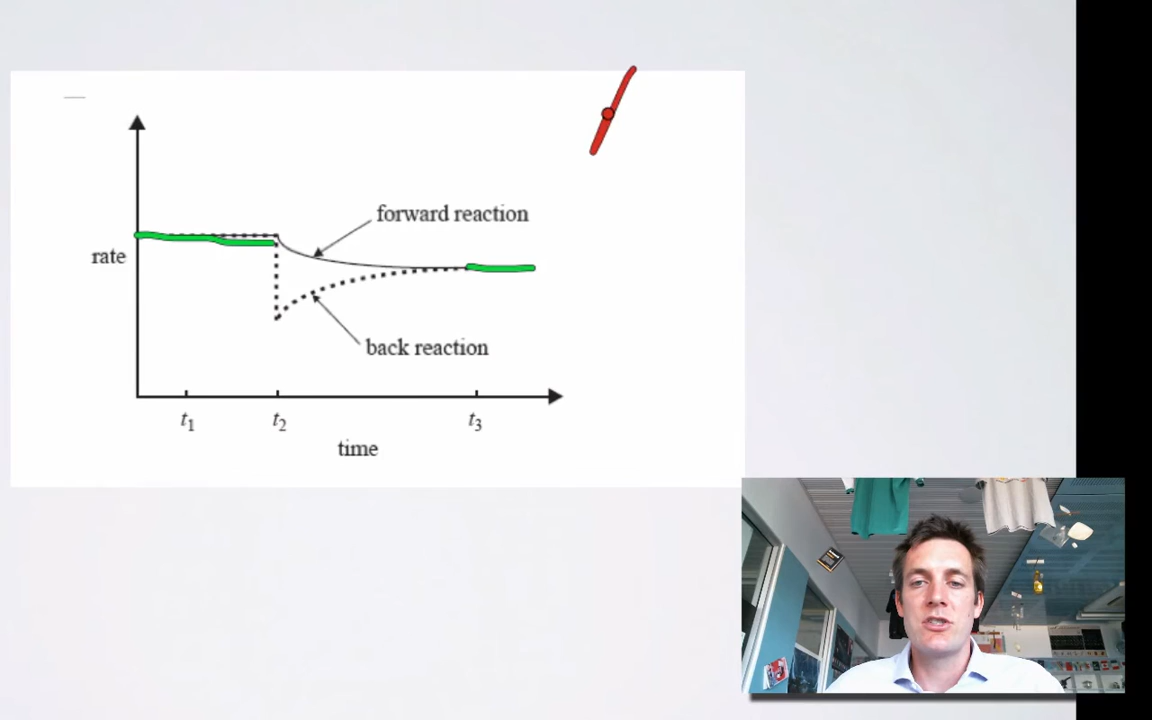 forward reaction
rate
back reaction
t1 t2 t3
time